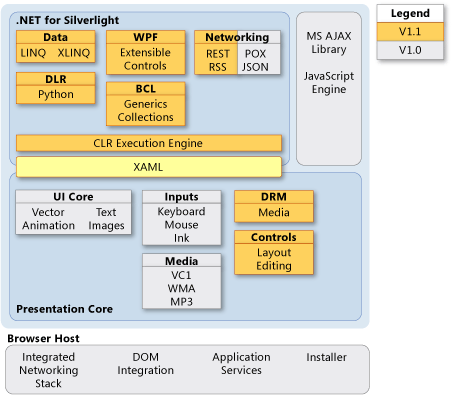 .NET for Silverlight
Data
LINQ XLINQ
WPF
Extensible
Controls
Networking
REST POX
RSS JSON
DLR
Python
BCL
Generics
Collections
CLR Execution Engine
XAML
MS AJAX
Library
JavaScript
Engine
Legend
V1.1
V1.0
UI Core
Vector Text
Animation Images
Inputs
Keyboard
Mouse
Ink
DRM
Media
Media
VC1
WMA
MP3
Controls
Layout
Editing
Presentation Core
Browser Host
Integrated
Networking
Stack
DOM
Integration
Application
Services
Installer